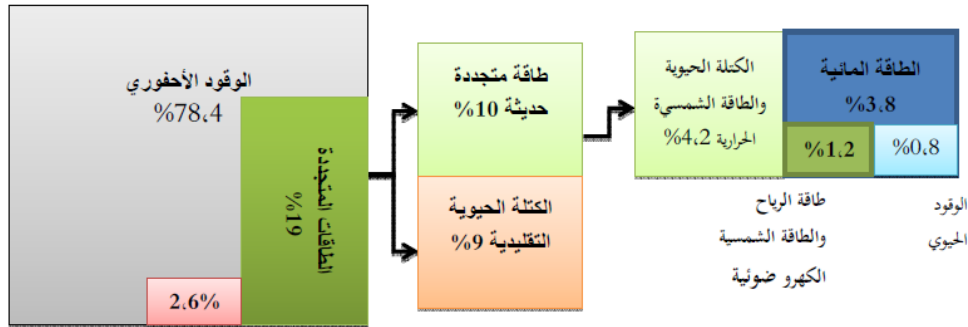 الوقود الأحفوري
%78،4
الطاقات المتجددة
%19
2،6%
طاقة متجددة
حديثة 10%
الكتلة الحيوية
التقليدية 9%
الكتلة الحيوية
والطاقة الشمسية
الحرارية 4،2%
الطاقة المائية
%3،8
%1،2
%0،8
طاقة الرياح
والطاقة الشمسية
الكهرو ضوئية
الوقود
الحيوي